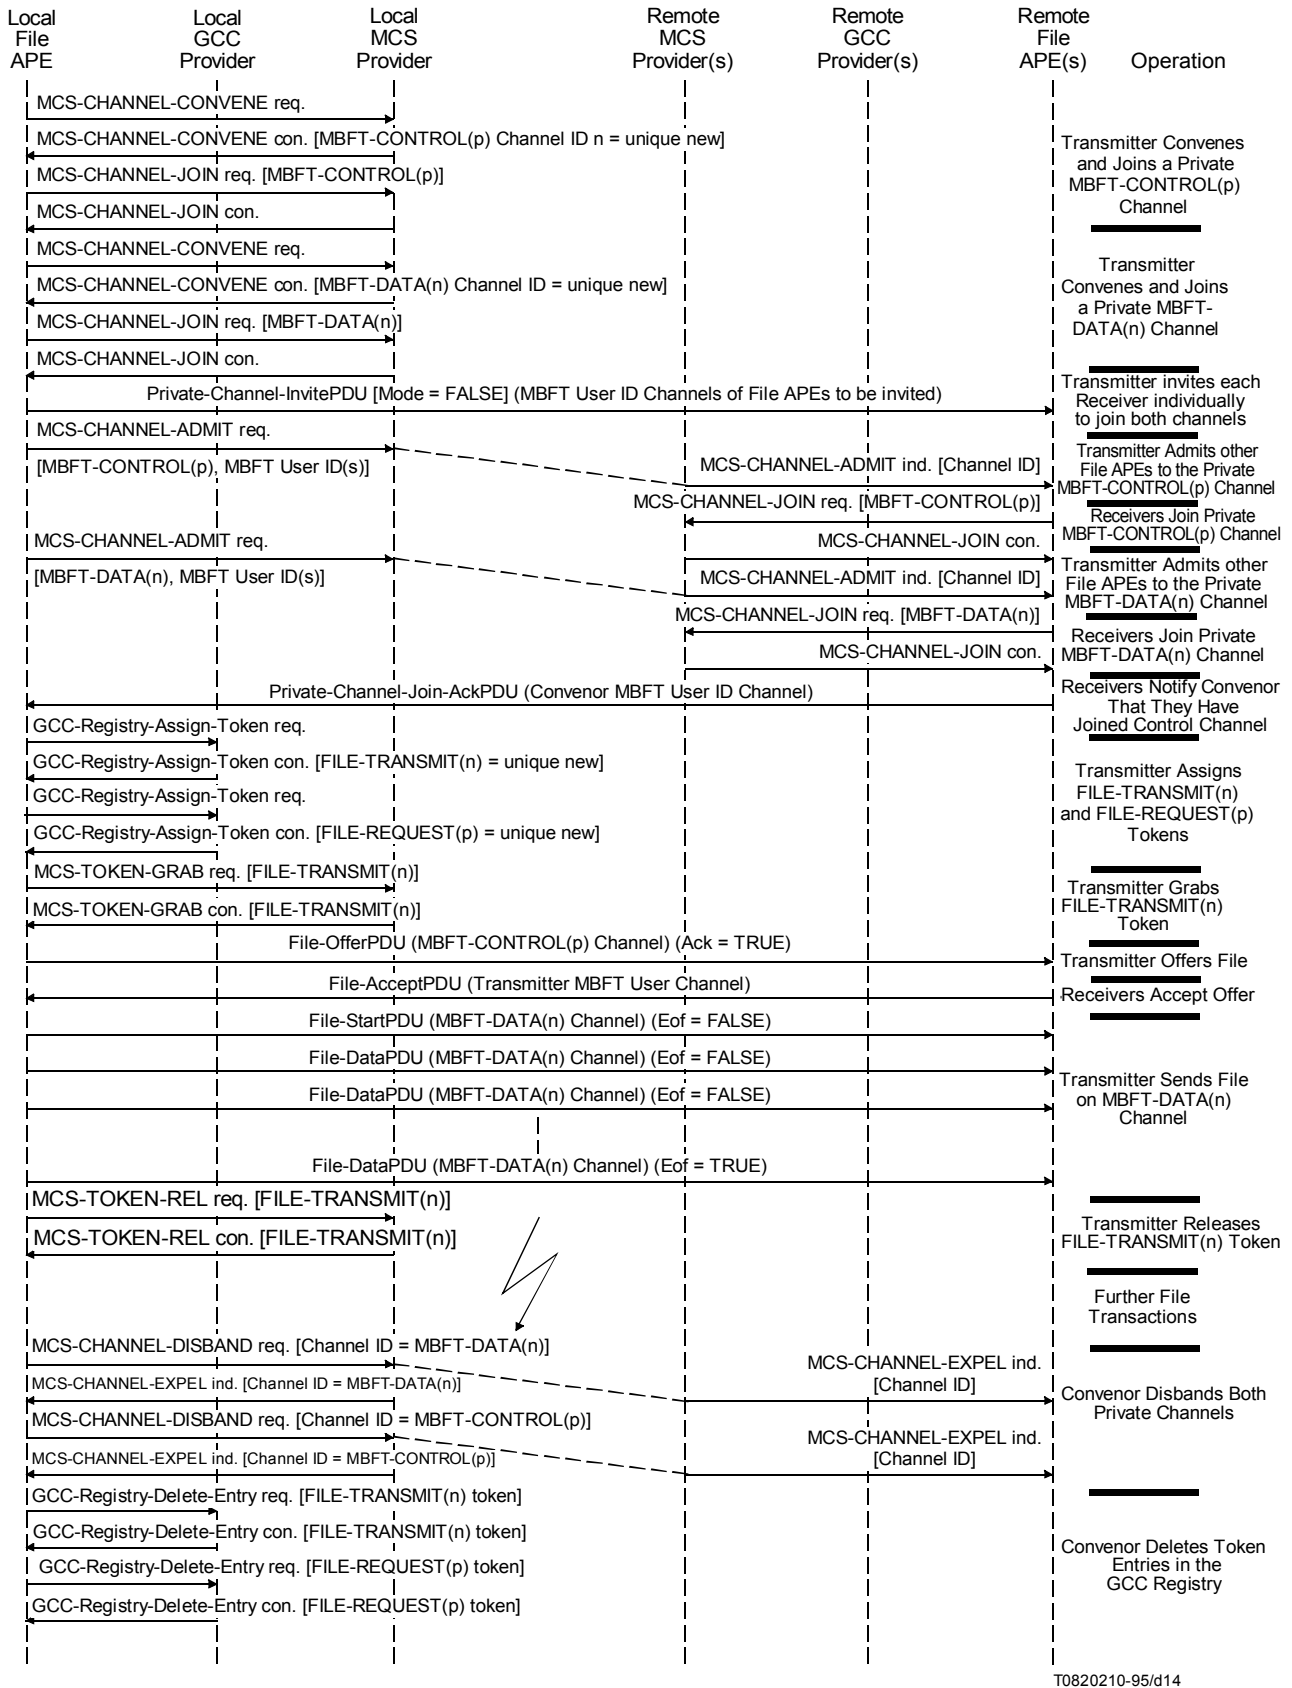 Local File APE
Local GCC Provider
Local MCS Provider
Remote MCS Provider(s)
Remote GCC Provider(s)
Remote File APE(s)
Operation
MCS-CHANNEL-CONVENE req.
MCS-CHANNEL-CONVENE con. [MBFT-CONTROL(p) Channel ID n = unique new]
MCS-CHANNEL-JOIN req. [MBFT-CONTROL(p)]
MCS-CHANNEL-JOIN con.
Transmitter Convenes
and Joins a Private
MBFT-CONTROL(p)
Channel
MCS-CHANNEL-CONVENE req.
MCS-CHANNEL-CONVENE con. [MBFT-DATA(n) Channel ID = unique new]
MCS-CHANNEL-JOIN req. [MBFT-DATA(n)]
MCS-CHANNEL-JOIN con.
Transmitter
Convenes and Joins
a Private MBFT-
DATA(n) Channel
Private-Channel-InvitePDU [Mode = FALSE] (MBFT User ID Channels of File APEs to be invited)
Transmitter invites each
Receiver individually
to join both channels
MCS-CHANNEL-ADMIT req.
[MBFT-CONTROL(p), MBFT User ID(s)]
MCS-CHANNEL-ADMIT ind. [Channel ID]
Transmitter Admits other
File APEs to the Private
MBFT-CONTROL(p) Channel
MCS-CHANNEL-JOIN req. [MBFT-CONTROL(p)]
Receivers Join Private
MBFT-CONTROL(p) Channel
MCS-CHANNEL-ADMIT req.
MCS-CHANNEL-JOIN con.
[MBFT-DATA(n), MBFT User ID(s)]
MCS-CHANNEL-ADMIT ind. [Channel ID]
Transmitter Admits other
File APEs to the Private
MBFT-DATA(n) Channel
MCS-CHANNEL-JOIN req. [MBFT-DATA(n)]
MCS-CHANNEL-JOIN con.
Receivers Join Private
MBFT-DATA(n) Channel
Private-Channel-Join-AckPDU (Convenor MBFT User ID Channel)
Receivers Notify Convenor
That They Have
Joined Control Channel
GCC-Registry-Assign-Token req.
GCC-Registry-Assign-Token con. [FILE-TRANSMIT(n) = unique new]
GCC-Registry-Assign-Token req.
GCC-Registry-Assign-Token con. [FILE-REQUEST(p) = unique new]
Transmitter Assigns
FILE-TRANSMIT(n)
and FILE-REQUEST(p)
Tokens
MCS-TOKEN-GRAB req. [FILE-TRANSMIT(n)]
MCS-TOKEN-GRAB con. [FILE-TRANSMIT(n)]
Transmitter Grabs
FILE-TRANSMIT(n)
Token
File-OfferPDU (MBFT-CONTROL(p) Channel) (Ack = TRUE)
Transmitter Offers File
File-AcceptPDU (Transmitter MBFT User Channel)
Receivers Accept Offer
File-StartPDU (MBFT-DATA(n) Channel) (Eof = FALSE)
File-DataPDU (MBFT-DATA(n) Channel) (Eof = FALSE)
File-DataPDU (MBFT-DATA(n) Channel) (Eof = FALSE)
File-DataPDU (MBFT-DATA(n) Channel) (Eof = TRUE)
Transmitter Sends File
on MBFT-DATA(n)
Channel
MCS-TOKEN-REL req. [FILE-TRANSMIT(n)]
MCS-TOKEN-REL con. [FILE-TRANSMIT(n)]
Transmitter Releases
FILE-TRANSMIT(n) Token
Further File
Transactions
MCS-CHANNEL-DISBAND req. [Channel ID = MBFT-DATA(n)]
MCS-CHANNEL-EXPEL ind.
[Channel ID]
MCS-CHANNEL-EXPEL ind. [Channel ID = MBFT-DATA(n)]
MCS-CHANNEL-DISBAND req. [Channel ID = MBFT-CONTROL(p)]
MCS-CHANNEL-EXPEL ind.
[Channel ID]
MCS-CHANNEL-EXPEL ind. [Channel ID = MBFT-CONTROL(p)]
Convenor Disbands Both
Private Channels
GCC-Registry-Delete-Entry req. [FILE-TRANSMIT(n) token]
GCC-Registry-Delete-Entry con. [FILE-TRANSMIT(n) token]
GCC-Registry-Delete-Entry req. [FILE-REQUEST(p) token]
GCC-Registry-Delete-Entry con. [FILE-REQUEST(p) token]
Convenor Deletes Token
Entries in the
GCC Registry
T0820210-95/d14